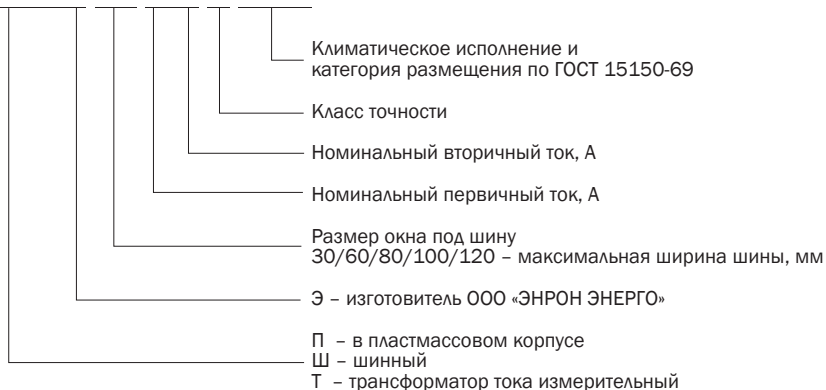 Климатическое исполнение и
категория размещения по ГОСТ 15150-69
Класс точности
Номинальный вторичный ток, А
Номинальный первичный ток, А
Размер окна под шину
30/60/80/100/120 – максимальная ширина шины, мм
Э – изготовитель ООО «ЭНРОН ЭНЕРГО»
П – в пластмассовом корпусе
Ш – шинный
Т – трансформатор тока измерительный